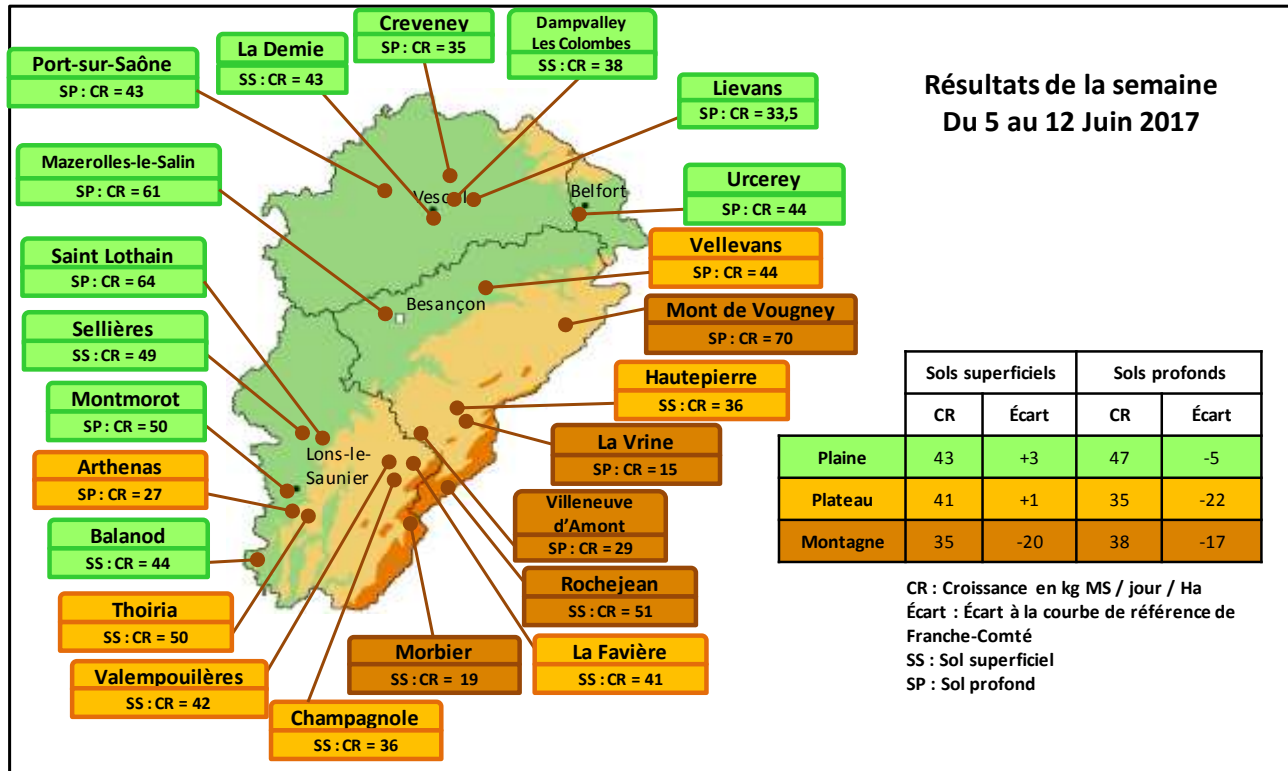 Creveney
SP : CR = 35
Dampvalley
Les Colombes
SS : CR = 38
La Demie
SS : CR = 43
Port-sur-Saône
SP : CR = 43
Lievans
SP : CR = 33,5
Résultats de la semaine
Du 5 au 12 Juin 2017
Mazerolles-le-Salin
SP : CR = 61
Urcerey
SP : CR = 44
Vesoul
Belfort
Saint Lothain
SP : CR = 64
Vellevans
SP : CR = 44
Besançon
Sellières
SS : CR = 49
Mont de Vougney
SP : CR = 70
Montmorot
SP : CR = 50
Hautepierre
SS : CR = 36
La Vrine
SP : CR = 15
Lons-le-
Saunier
Arthenas
SP : CR = 27
Villeneuve
d’Amont
SP : CR = 29
Balanod
SS : CR = 44
Rochejean
SS : CR = 51
Thoiria
SS : CR = 50
Morbier
SS : CR = 19
La Favière
SS : CR = 41
Valempouilères
SS : CR = 42
Champagnole
SS : CR = 36
Sols superficiels Sols profonds
CR Écart CR Écart
Plaine 43 +3 47 -5
Plateau 41 +1 35 -22
Montagne 35 -20 38 -17
CR : Croissance en kg MS / jour / Ha
Écart : Écart à la courbe de référence de
Franche-Comté
SS : Sol superficiel
SP : Sol profond